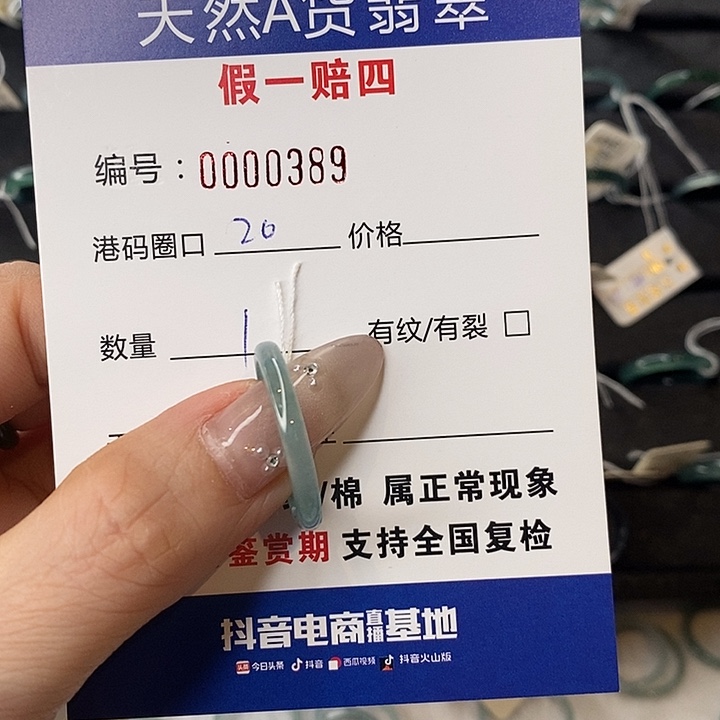 天然A货翡翠
假一赔四
编号：0000389
港码圈口 20 价格
数量 1 有纹/有裂 □
/棉 属正常现象
鉴赏期 支持全国复检
抖音电商直播基地
头条 今日头条 抖音 西瓜视频 抖音火山版